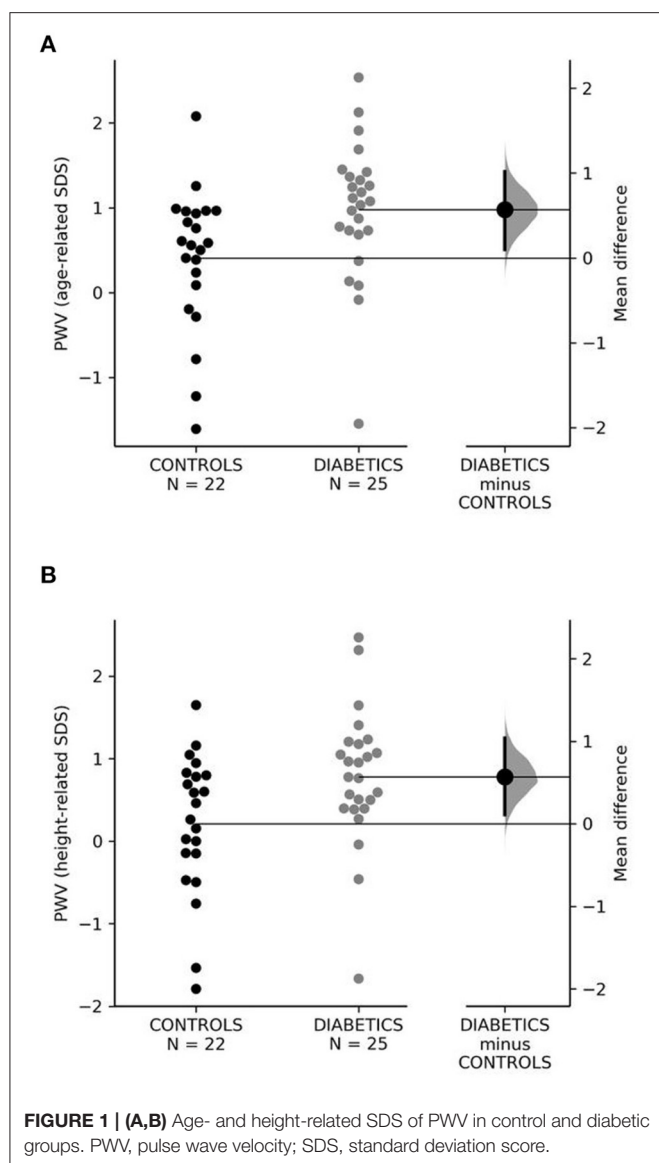 A
PWV (age-related SDS)
2
1
0
−1
2
1
0
−1
−2
Mean difference
CONTROLS
N = 22
DIABETICS
N = 25
DIABETICS
minus
CONTROLS
B
PWV (height-related SDS)
2
1
0
−1
−2
2
1
0
−1
−2
Mean difference
CONTROLS
N = 22
DIABETICS
N = 25
DIABETICS
minus
CONTROLS
FIGURE 1 | (A,B) Age- and height-related SDS of PWV in control and diabetic
groups. PWV, pulse wave velocity; SDS, standard deviation score.